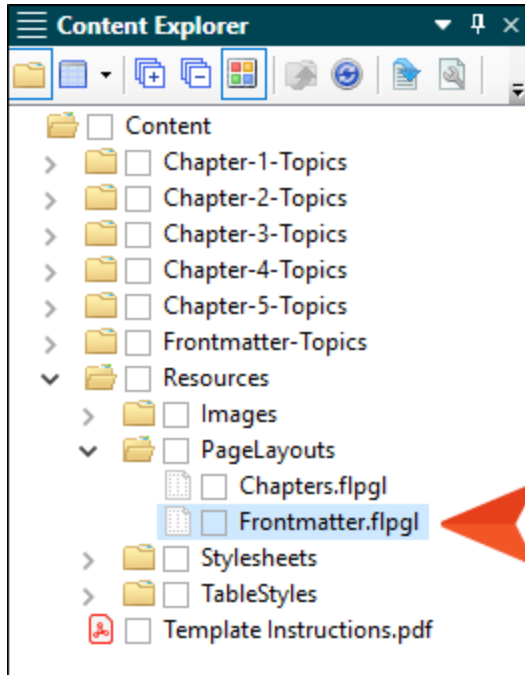 Content Explorer
Content
Chapter-1-Topics
Chapter-2-Topics
Chapter-3-Topics
Chapter-4-Topics
Chapter-5-Topics
Frontmatter-Topics
Resources
Images
PageLayouts
Chapters.flpgl
Frontmatter.flpgl
Stylesheets
TableStyles
Template Instructions.pdf